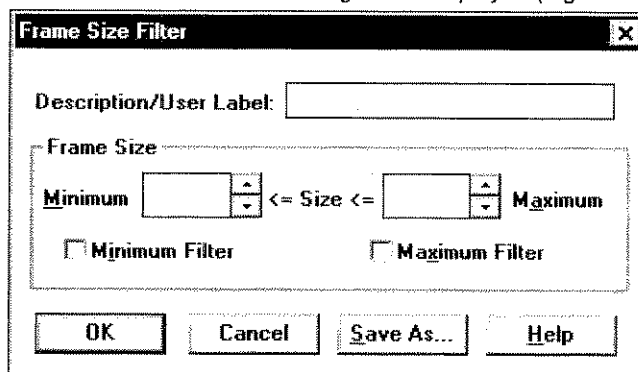 Frame Size Filter
Description/User Label:
Frame Size
Minimum <= Size <= Maximum
Minimum Filter Maximum Filter
OK Cancel Save As... Help